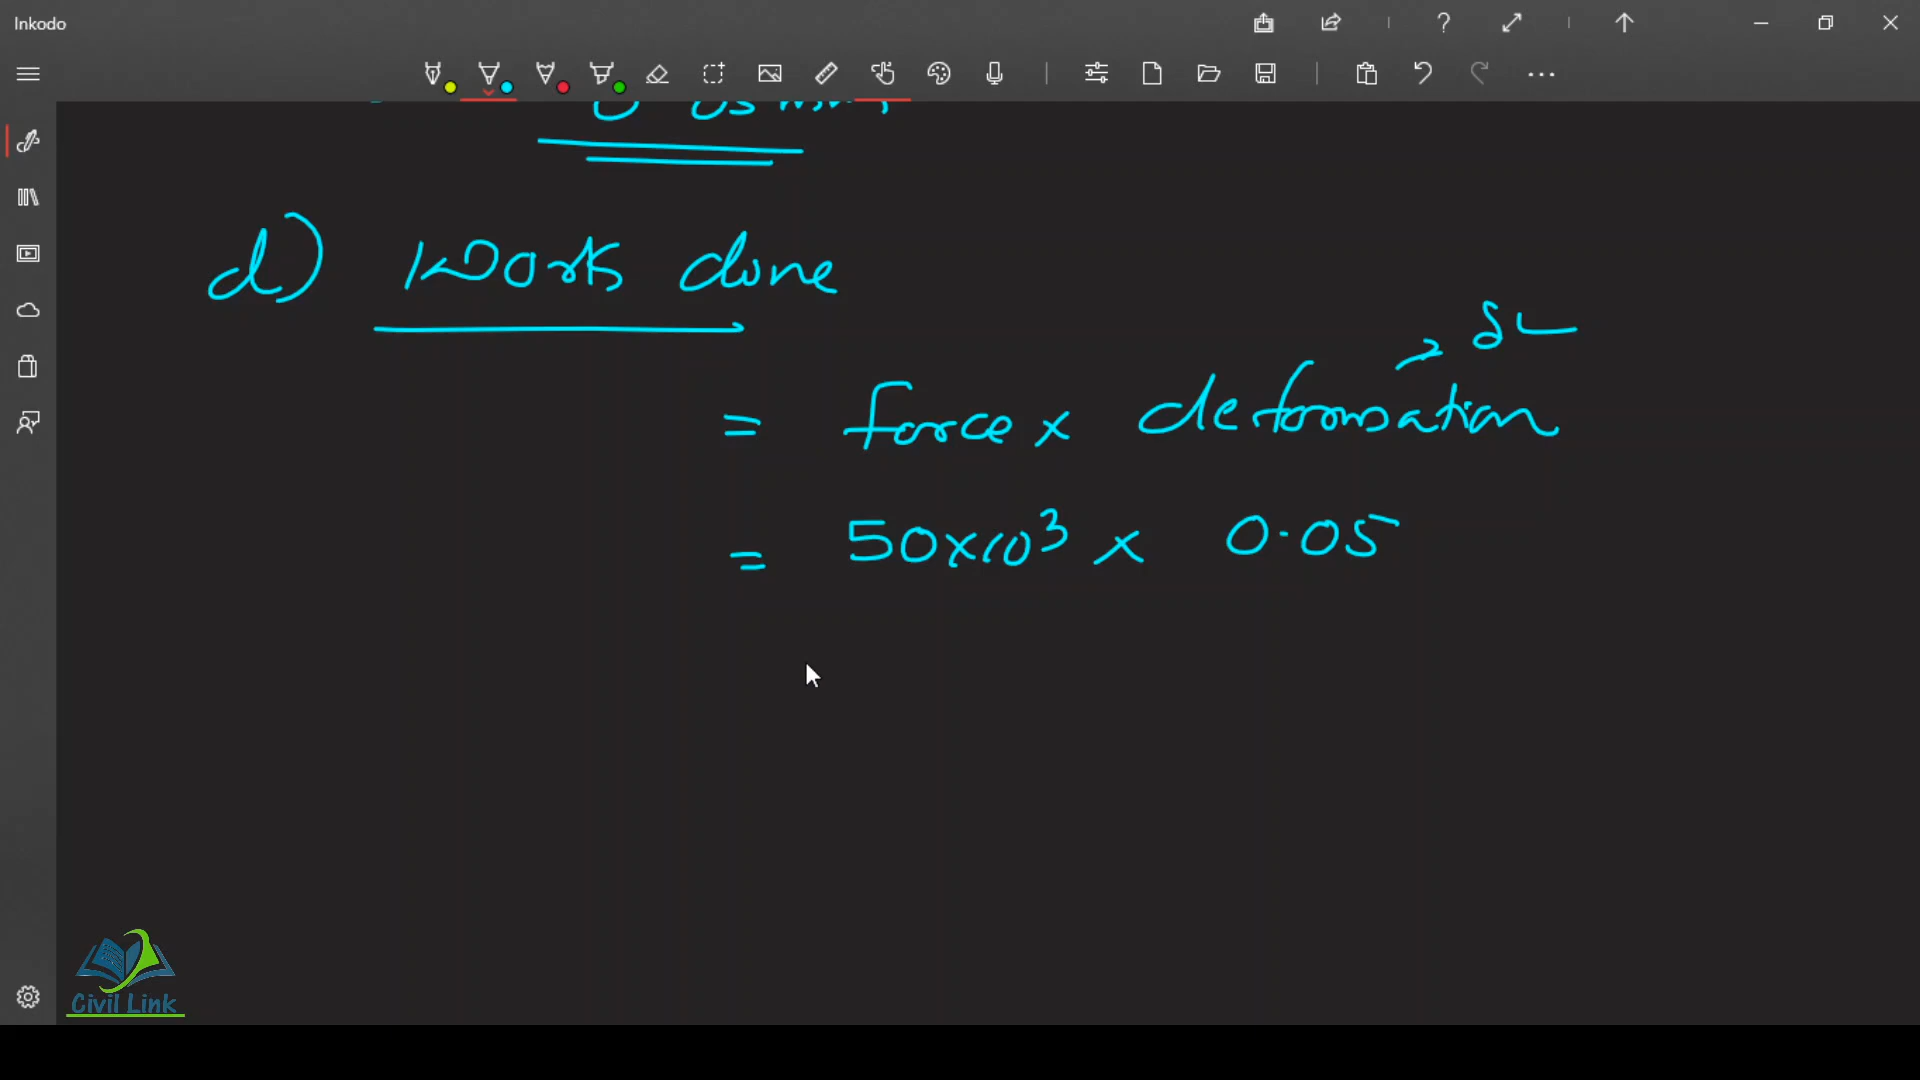 Inkodo
d) Work done
δL
= force x deformation
= 50x10³ x 0.05
Civil Link